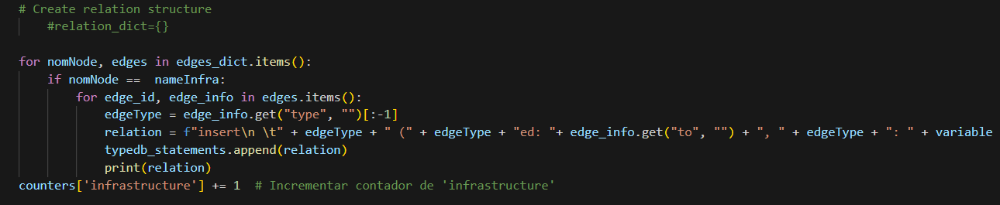 # Create relation structure
#relation_dict={}
for nomNode, edges in edges_dict.items():
if nomNode ==  nameInfra:
for edge_id, edge_info in edges.items():
edgeType = edge_info.get("type", "")[:-1]
relation = f"insert\n \t" + edgeType + " (" + edgeType + "ed: "+ edge_info.get("to", "") + ", " + edgeType + ": " + variable
typedb_statements.append(relation)
print(relation)
counters['infrastructure'] += 1  # Incrementar contador de 'infrastructure'